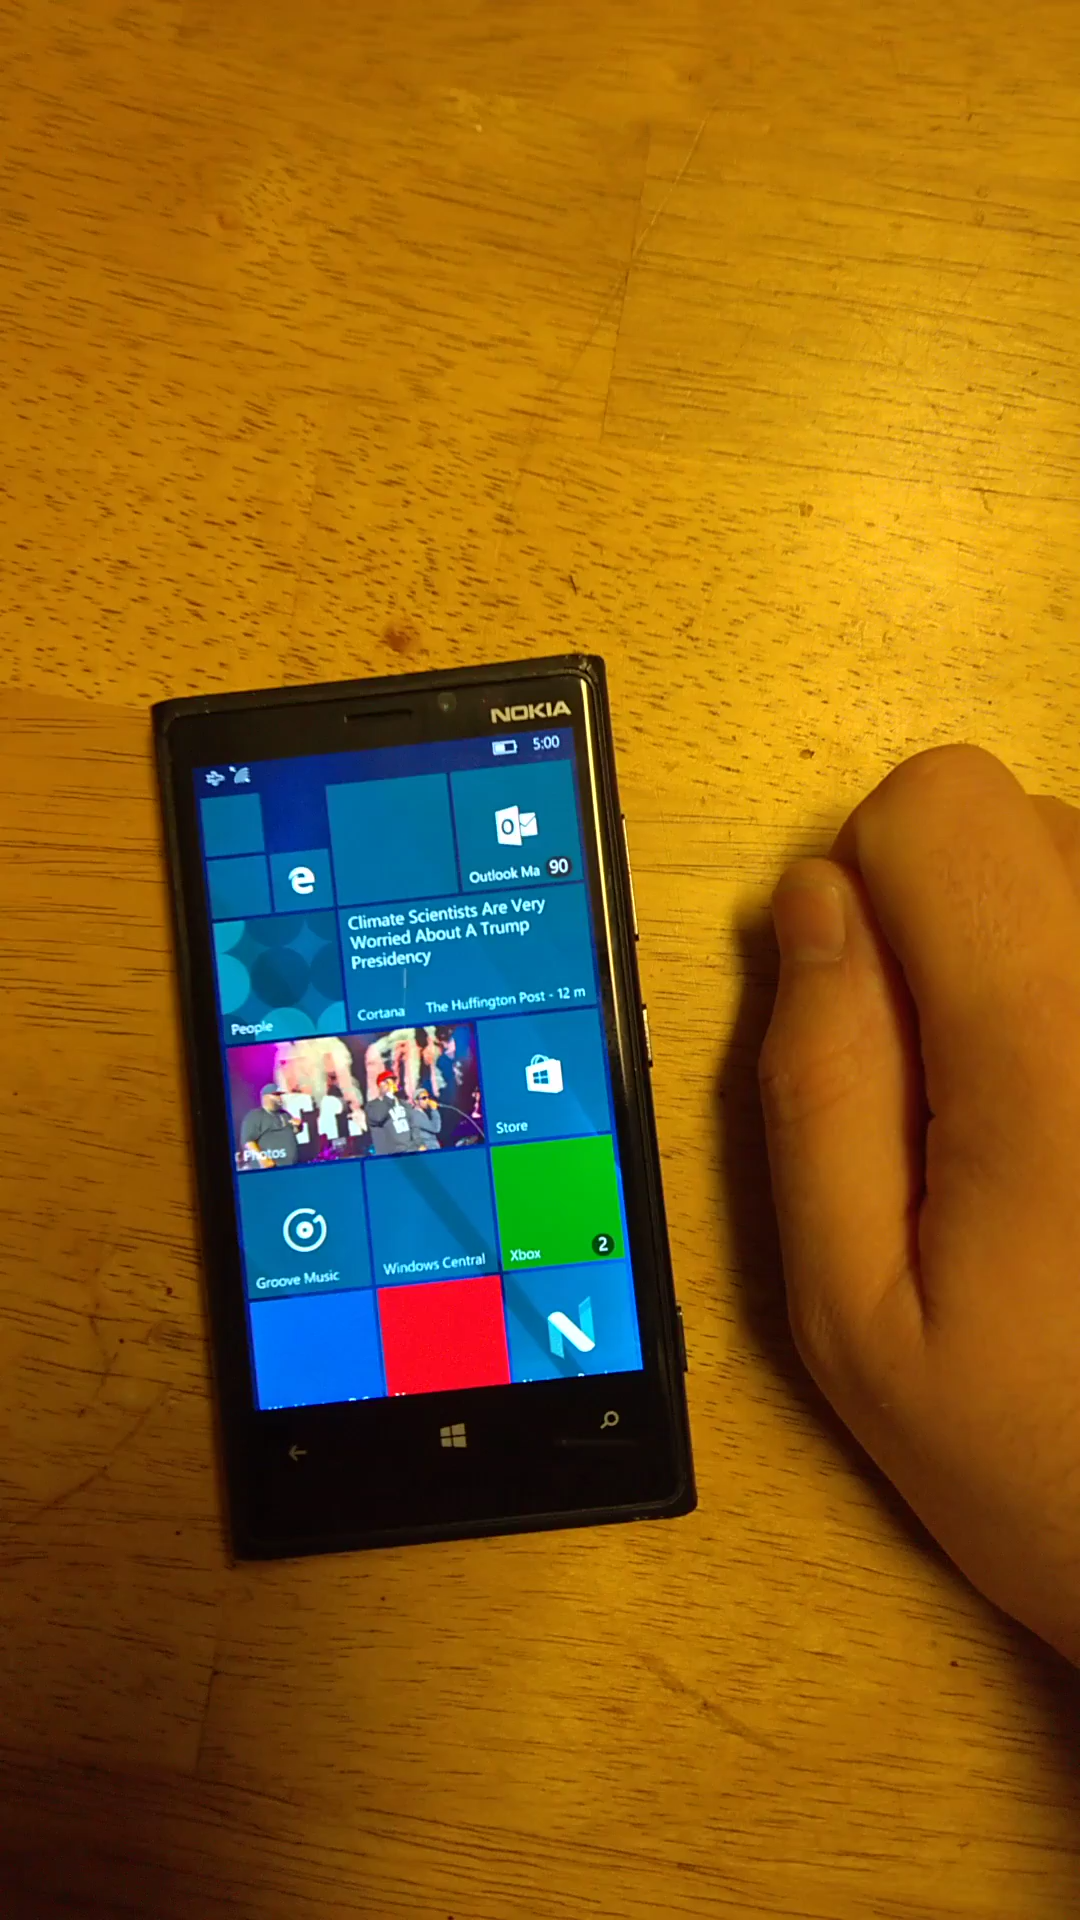 NOKIA
5:00
Outlook Ma 90
Climate Scientists Are Very
Worried About A Trump
Presidency
Cortana The Huffington Post - 12 m
People
Photos
Store
Groove Music
Windows Central
Xbox 2